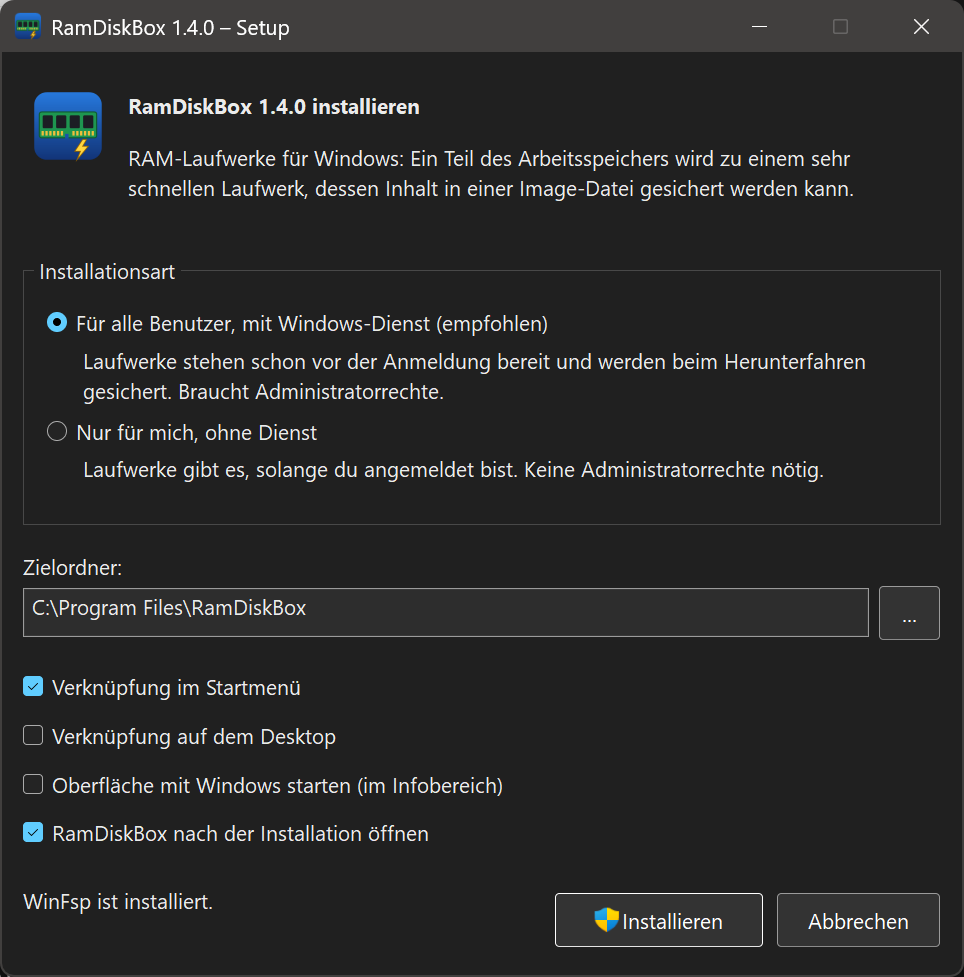 RamDiskBox 1.4.0 – Setup
RamDiskBox 1.4.0 installieren
RAM-Laufwerke für Windows: Ein Teil des Arbeitsspeichers wird zu einem sehr
schnellen Laufwerk, dessen Inhalt in einer Image-Datei gesichert werden kann.
Installationsart
Für alle Benutzer, mit Windows-Dienst (empfohlen)
Laufwerke stehen schon vor der Anmeldung bereit und werden beim Herunterfahren
gesichert. Braucht Administratorrechte.
Nur für mich, ohne Dienst
Laufwerke gibt es, solange du angemeldet bist. Keine Administratorrechte nötig.
Zielordner:
C:\Program Files\RamDiskBox
...
Verknüpfung im Startmenü
Verknüpfung auf dem Desktop
Oberfläche mit Windows starten (im Infobereich)
RamDiskBox nach der Installation öffnen
WinFsp ist installiert.
Installieren
Abbrechen